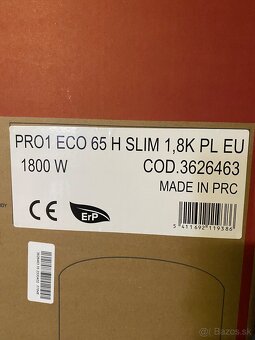 PRO1 ECO 65 H SLIM 1,8K PL EU
1800 W
COD.3626463
MADE IN PRC
CE
ErP
5 411692 119386
bazos.sk